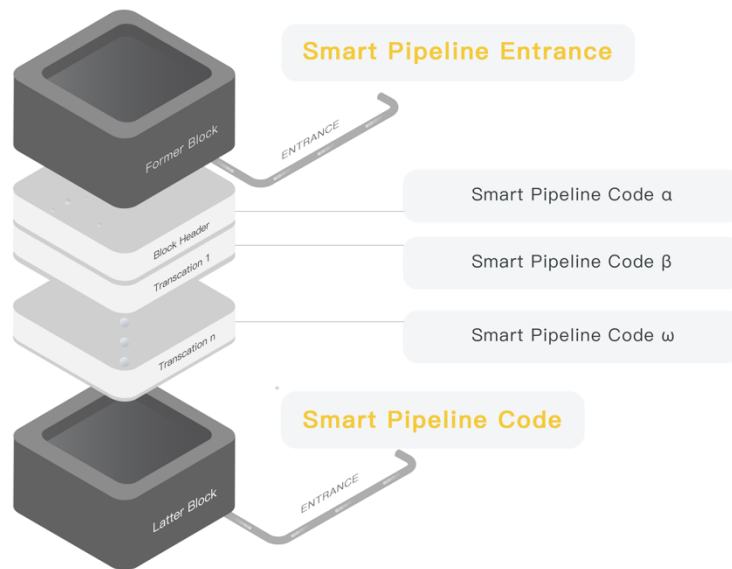 Smart Pipeline Entrance
Former Block
ENTRANCE
Smart Pipeline Code α
Block Header
Smart Pipeline Code β
Transcation 1
Smart Pipeline Code ω
Transcation n
Smart Pipeline Code
Latter Block
ENTRANCE